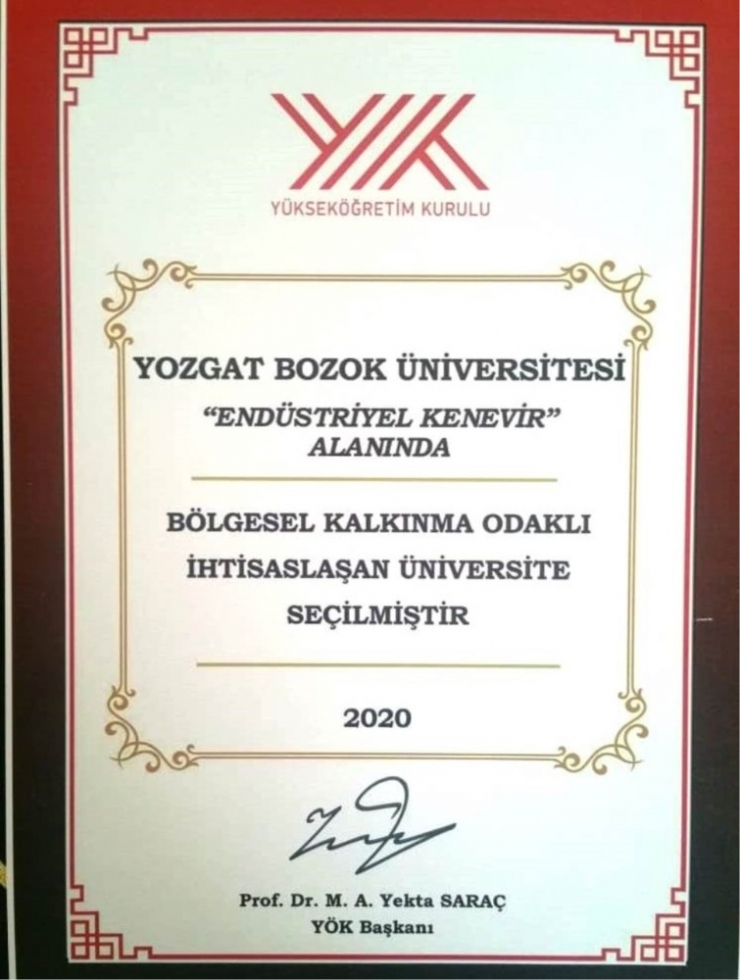 YÖK
YÜKSEKÖĞRETİM KURULU
YOZGAT BOZOK ÜNİVERSİTESİ
“ENDÜSTRİYEL KENEVİR”
ALANINDA
BÖLGESEL KALKINMA ODAKLI
İHTİSASLAŞAN ÜNİVERSİTE
SEÇİLMİŞTİR
2020
Prof. Dr. M. A. Yekta SARAÇ
YÖK Başkanı